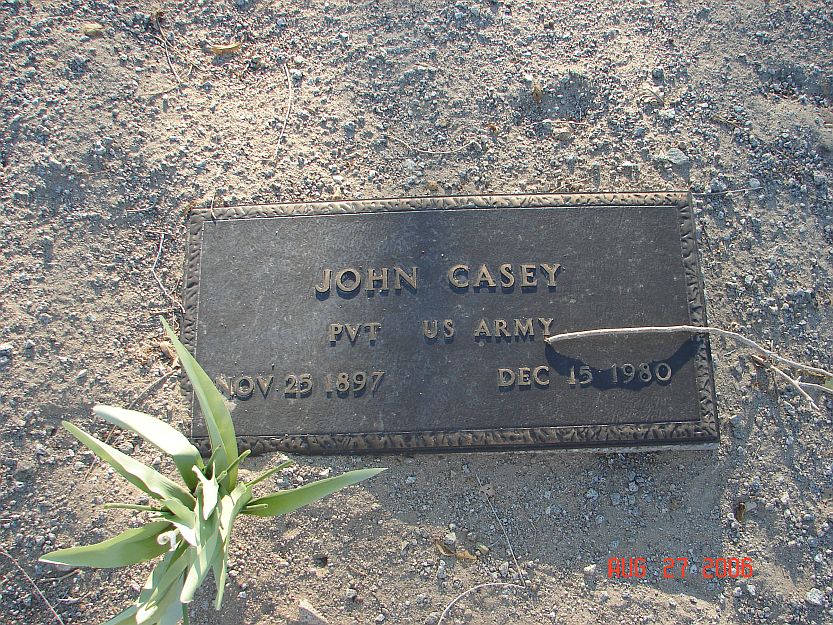 JOHN CASEY
PVT US ARMY
NOV 25 1897 DEC 15 1980
AUG 27 2006